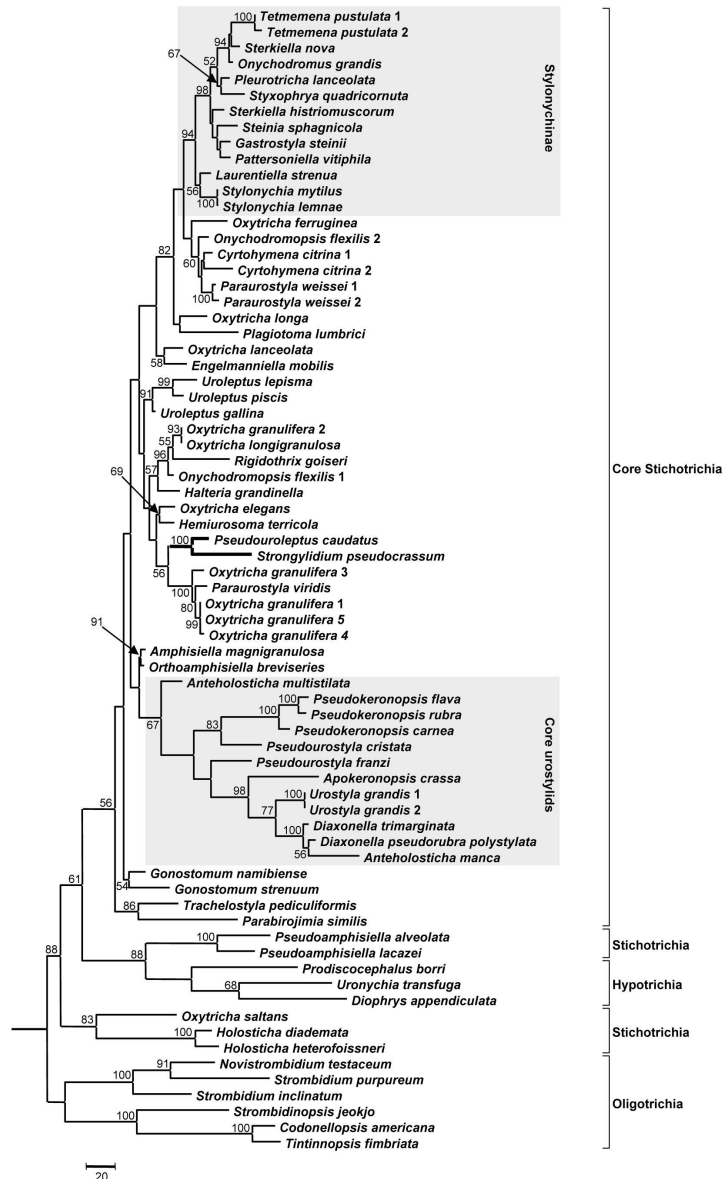 100
Tetmemena pustulata 1
Tetmemena pustulata 2
94
Sterkiella nova
67
52
Onychodromus grandis
Pleurotricha lanceolata
98
Styxophrya quadricornuta
Sterkiella histriomuscorum
Steinia sphagnicola
94
Gastrostyla steinii
Pattersoniella vitiphila
Laurentiella strenua
56
Stylonychia mytilus
100
Stylonychia lemnae
Stylonychinae
Oxytricha ferruginea
Onychodromopsis flexilis 2
82
Cyrtohymena citrina 1
60
Cyrtohymena citrina 2
Paraurostyla weissei 1
100
Paraurostyla weissei 2
Oxytricha longa
Plagiotoma lumbrici
Oxytricha lanceolata
58
Engelmanniella mobilis
99
Uroleptus lepisma
91
Uroleptus piscis
Uroleptus gallina
93
Oxytricha granulifera 2
55
Oxytricha longigranulosa
96
Rigidothrix goiseri
69
57
Onychodromopsis flexilis 1
Halteria grandinella
Core Stichotrichia
Oxytricha elegans
Hemiurosoma terricola
100
Pseudouroleptus caudatus
Strongylidium pseudocrassum
56
Oxytricha granulifera 3
100
Paraurostyla viridis
80
Oxytricha granulifera 1
Oxytricha granulifera 5
99
Oxytricha granulifera 4
91
Amphisiella magnigranulosa
Orthoamphisiella breviseries
Anteholosticha multistilata
67
100
Pseudokeronopsis flava
100
Pseudokeronopsis rubra
83
Pseudokeronopsis carnea
Pseudourostyla cristata
Pseudourostyla franzi
Apokeronopsis crassa
98
100
Urostyla grandis 1
77
Urostyla grandis 2
100
Diaxonella trimarginata
Diaxonella pseudorubra polystylata
56
Anteholosticha manca
Core urostylids
56
Gonostomum namibiense
54
Gonostomum strenuum
61
86
Trachelostyla pediculiformis
Parabirojimia similis
100
Pseudoamphisiella alveolata
88
88
Pseudoamphisiella lacazei
Stichotrichia
Prodiscocephalus borri
68
Uronychia transfuga
Diophrys appendiculata
Hypotrichia
83
Oxytricha saltans
100
Holosticha diademata
Holosticha heterofoissneri
Stichotrichia
91
Novistrombidium testaceum
100
Strombidium purpureum
Strombidium inclinatum
100
Strombidinopsis jeokjo
100
Codonellopsis americana
Tintinnopsis fimbriata
Oligotrichia
20